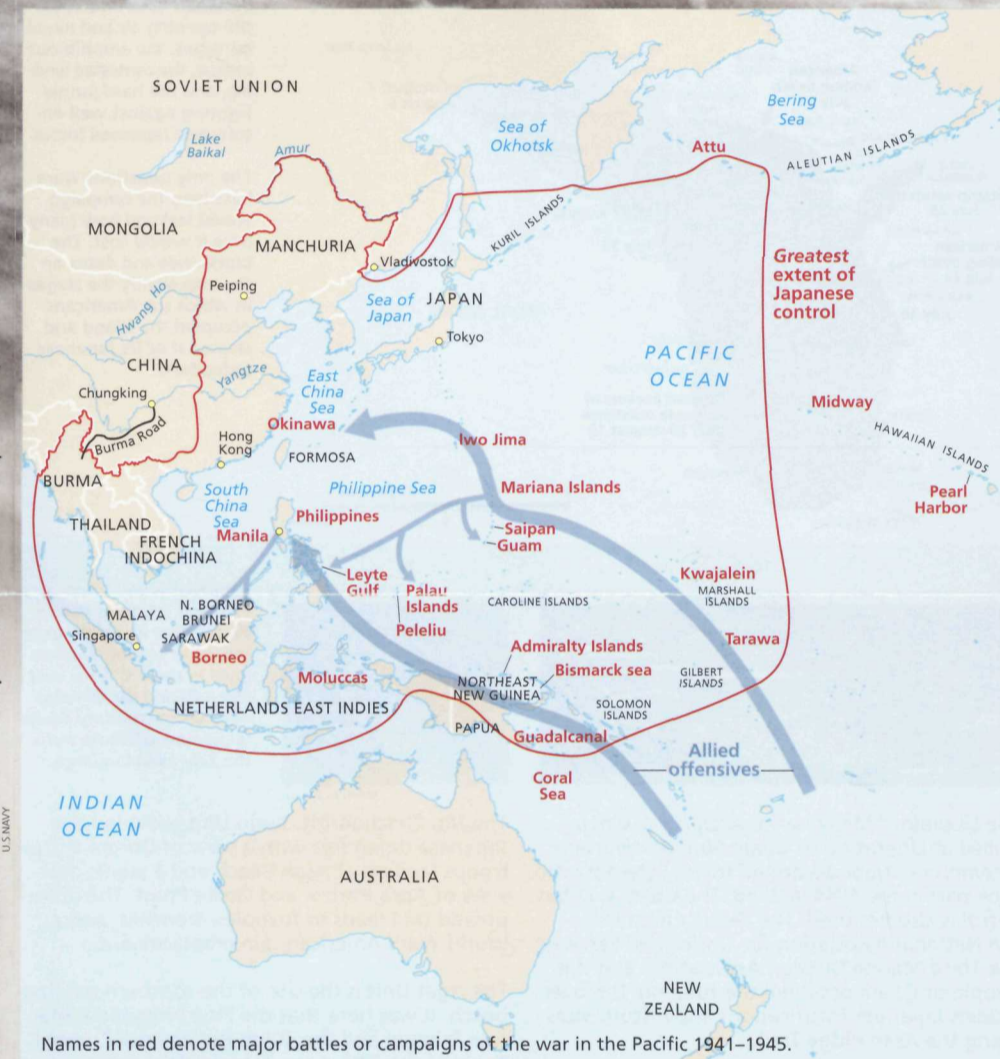 SOVIET UNION
Lake
Baikal
Amur
Sea of
Okhotsk
Bering
Sea
Attu
ALEUTIAN ISLANDS
MONGOLIA
MANCHURIA
KURIL ISLANDS
Vladivostok
Greatest
extent of
Japanese
control
Peiping
Hwang Ho
Sea of
Japan
JAPAN
Tokyo
CHINA
Yangtze
PACIFIC
OCEAN
Chungking
East
China
Sea
Midway
Burma Road
Okinawa
HAWAIIAN ISLANDS
Hong
Kong
FORMOSA
Iwo Jima
BURMA
South
China
Sea
Philippine Sea
Mariana Islands
Pearl
Harbor
THAILAND
Philippines
Manila
FRENCH
INDOCHINA
Saipan
Guam
Leyte
Gulf
Palau
Islands
Kwajalein
MARSHALL
ISLANDS
CAROLINE ISLANDS
MALAYA
N. BORNEO
BRUNEI
Peleliu
Singapore
SARAWAK
Tarawa
Borneo
Admiralty Islands
Moluccas
Bismarck sea
NORTHEAST
NEW GUINEA
GILBERT
ISLANDS
NETHERLANDS EAST INDIES
SOLOMON
ISLANDS
PAPUA
Guadalcanal
Allied
offensives
Coral
Sea
INDIAN
OCEAN
U.S NAVY
AUSTRALIA
NEW
ZEALAND
Names in red denote major battles or campaigns of the war in the Pacific 1941–1945.